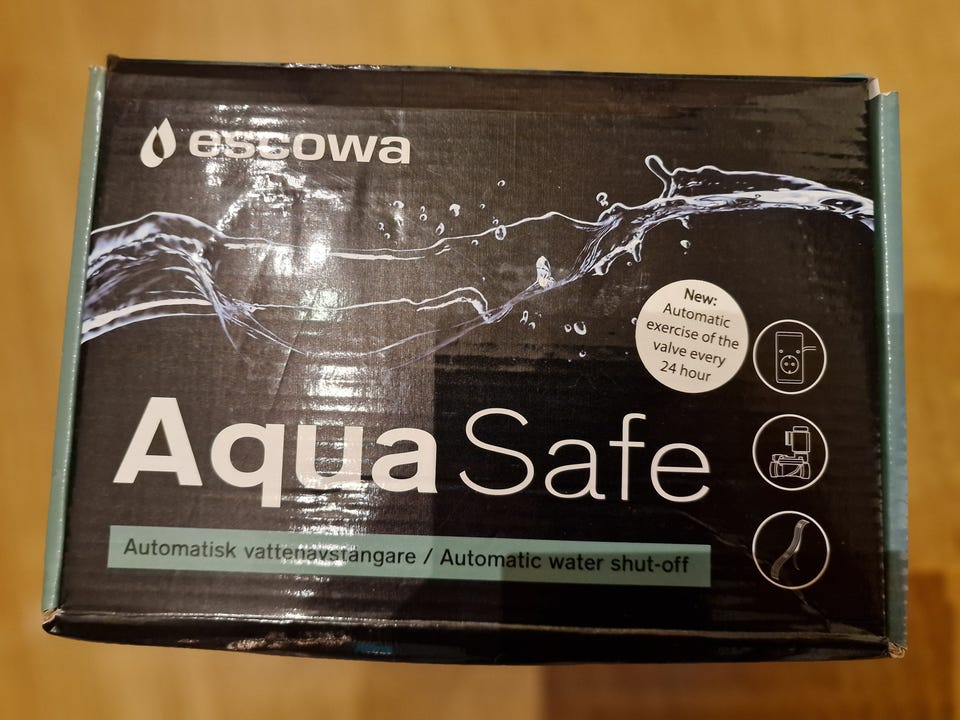 escowa
New:
Automatic
exercise of the
valve every
24 hour
Aqua Safe
Automatisk vattenavstängare / Automatic water shut-off